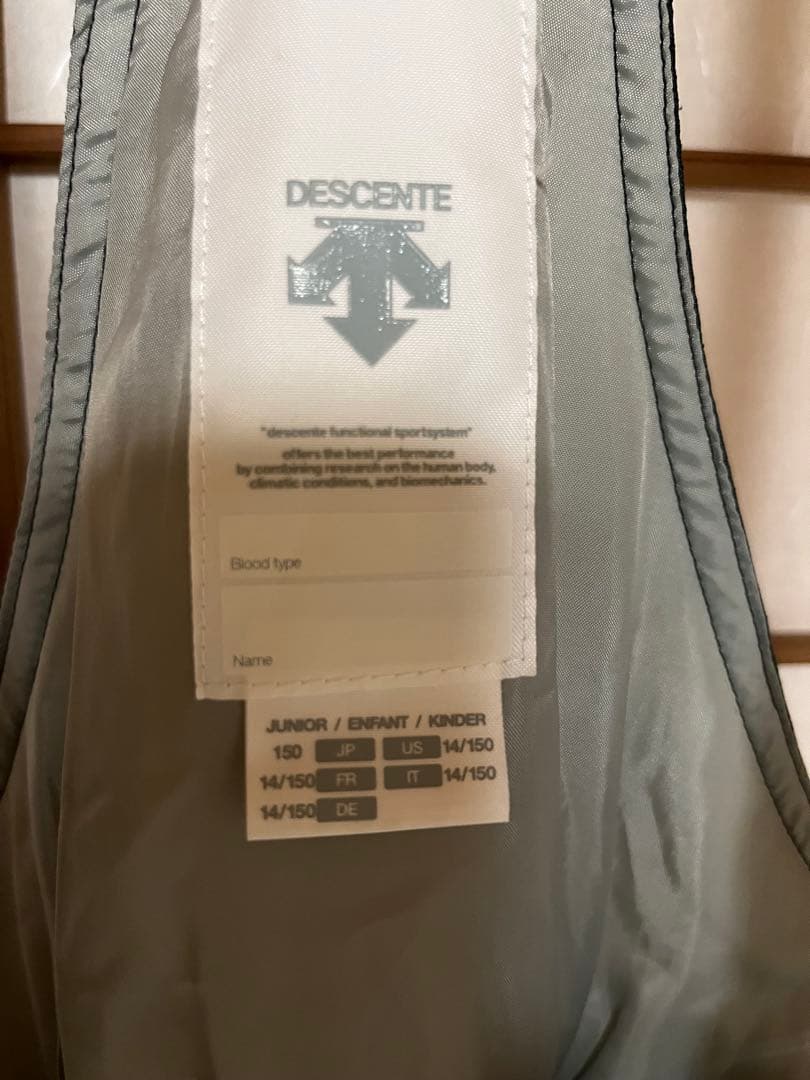 DESCENTE
"descente functional sportsystem"
offers the best performance
by combining research on the human body,
climatic conditions, and biomechanics.
Blood type
Name
JUNIOR / ENFANT / KINDER
150 JP US 14/150
14/150 FR IT 14/150
14/150 DE